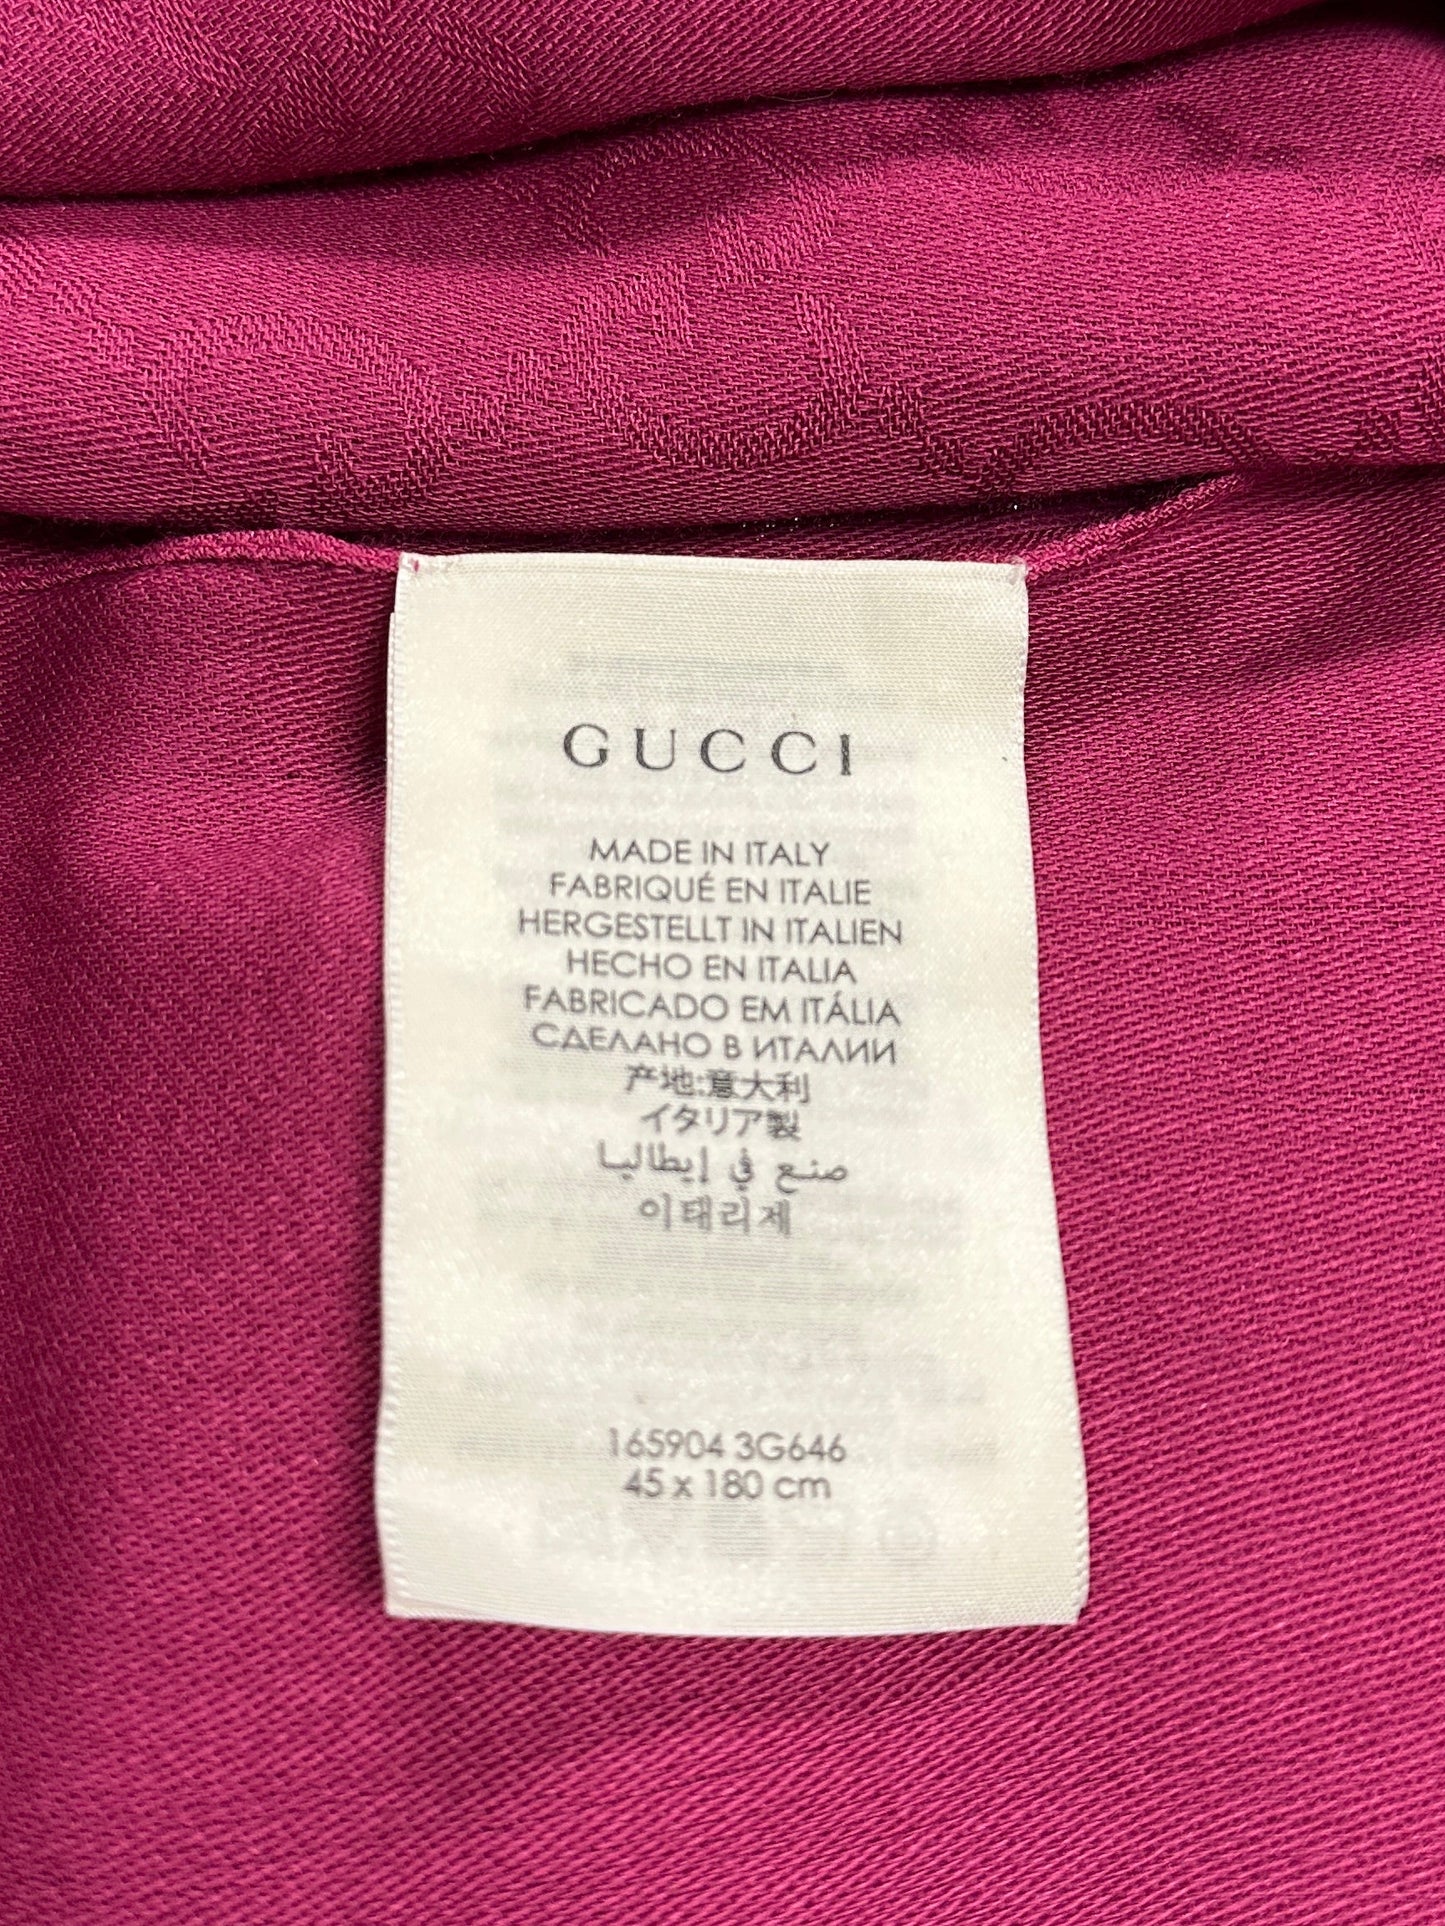 GUCCI
MADE IN ITALY
FABRIQUÉ EN ITALIE
HERGESTELLT IN ITALIEN
HECHO EN ITALIA
FABRICADO EM ITÁLIA
СДЕЛАНО В ИТАЛИИ
产地:意大利
イタリア製
صنع في إيطاليا
이태리제
165904 3G646
45 x 180 cm